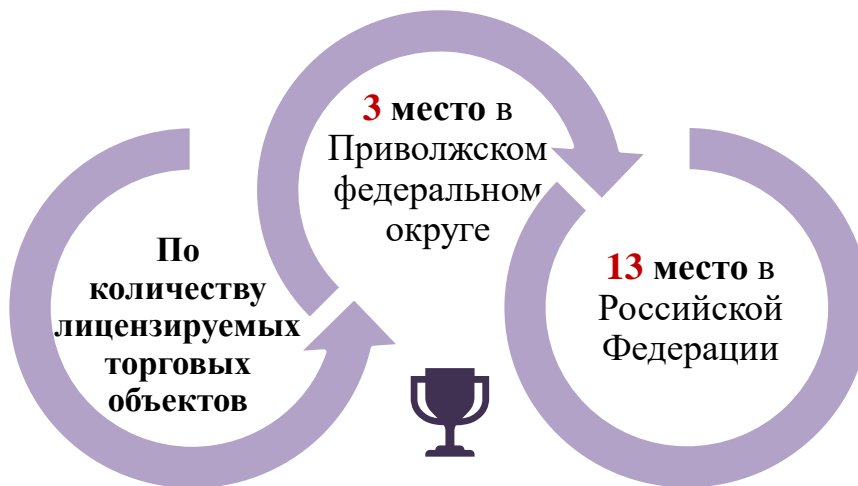 По
количеству
лицензируемых
торговых
объектов
3 место в
Приволжском
федеральном
округе
13 место в
Российской
Федерации